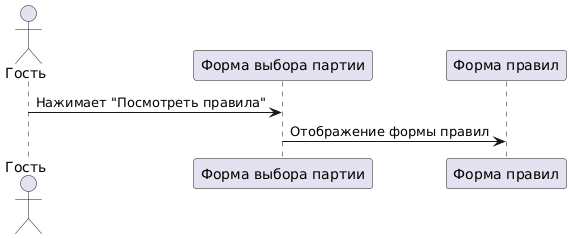 Гость
Форма выбора партии
Форма правил
Нажимает "Посмотреть правила"
Отображение формы правил
Гость
Форма выбора партии
Форма правил